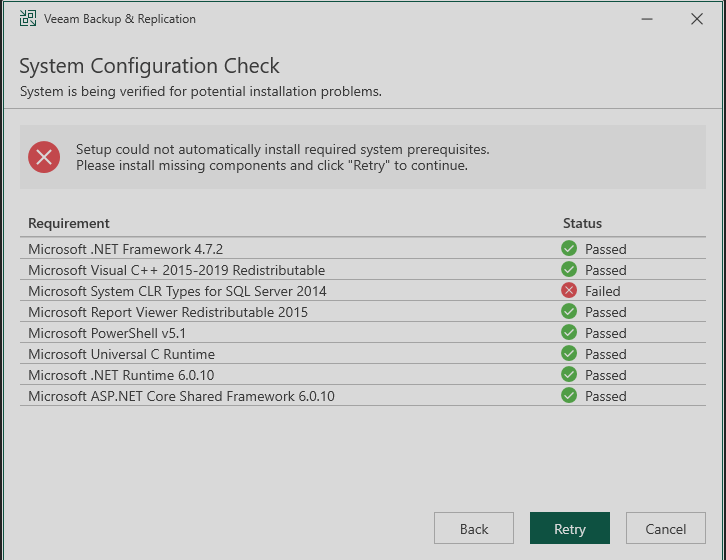 Veeam Backup & Replication
System Configuration Check
System is being verified for potential installation problems.
Setup could not automatically install required system prerequisites.
Please install missing components and click "Retry" to continue.
Requirement Status
Microsoft .NET Framework 4.7.2 Passed
Microsoft Visual C++ 2015-2019 Redistributable Passed
Microsoft System CLR Types for SQL Server 2014 Failed
Microsoft Report Viewer Redistributable 2015 Passed
Microsoft PowerShell v5.1 Passed
Microsoft Universal C Runtime Passed
Microsoft .NET Runtime 6.0.10 Passed
Microsoft ASP.NET Core Shared Framework 6.0.10 Passed
Back Retry Cancel